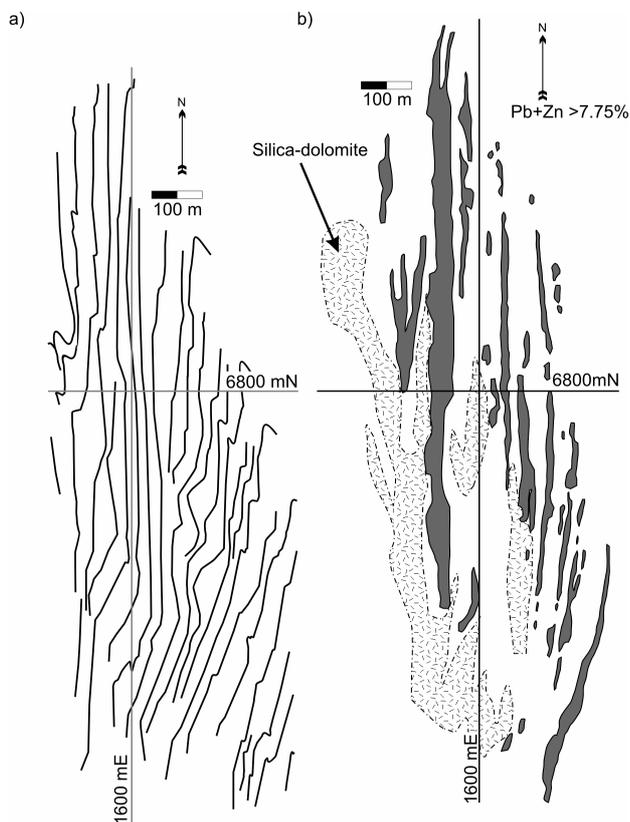 a)
N
100 m
6800 mN
1600 mE
b)
N
100 m
Pb+Zn >7.75%
Silica-dolomite
6800mN
1600 mE